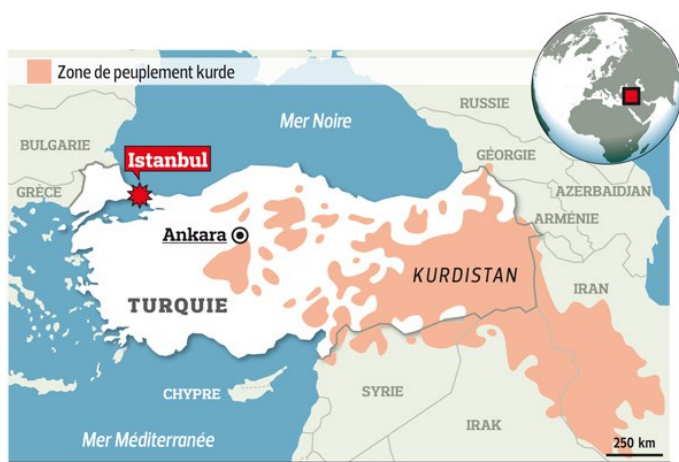 Zone de peuplement kurde
RUSSIE
Mer Noire
BULGARIE
Istanbul
GÉORGIE
GRÈCE
AZERBAIDJAN
ARMÉNIE
Ankara
KURDISTAN
IRAN
TURQUIE
CHYPRE
SYRIE
IRAK
Mer Méditerranée
250 km